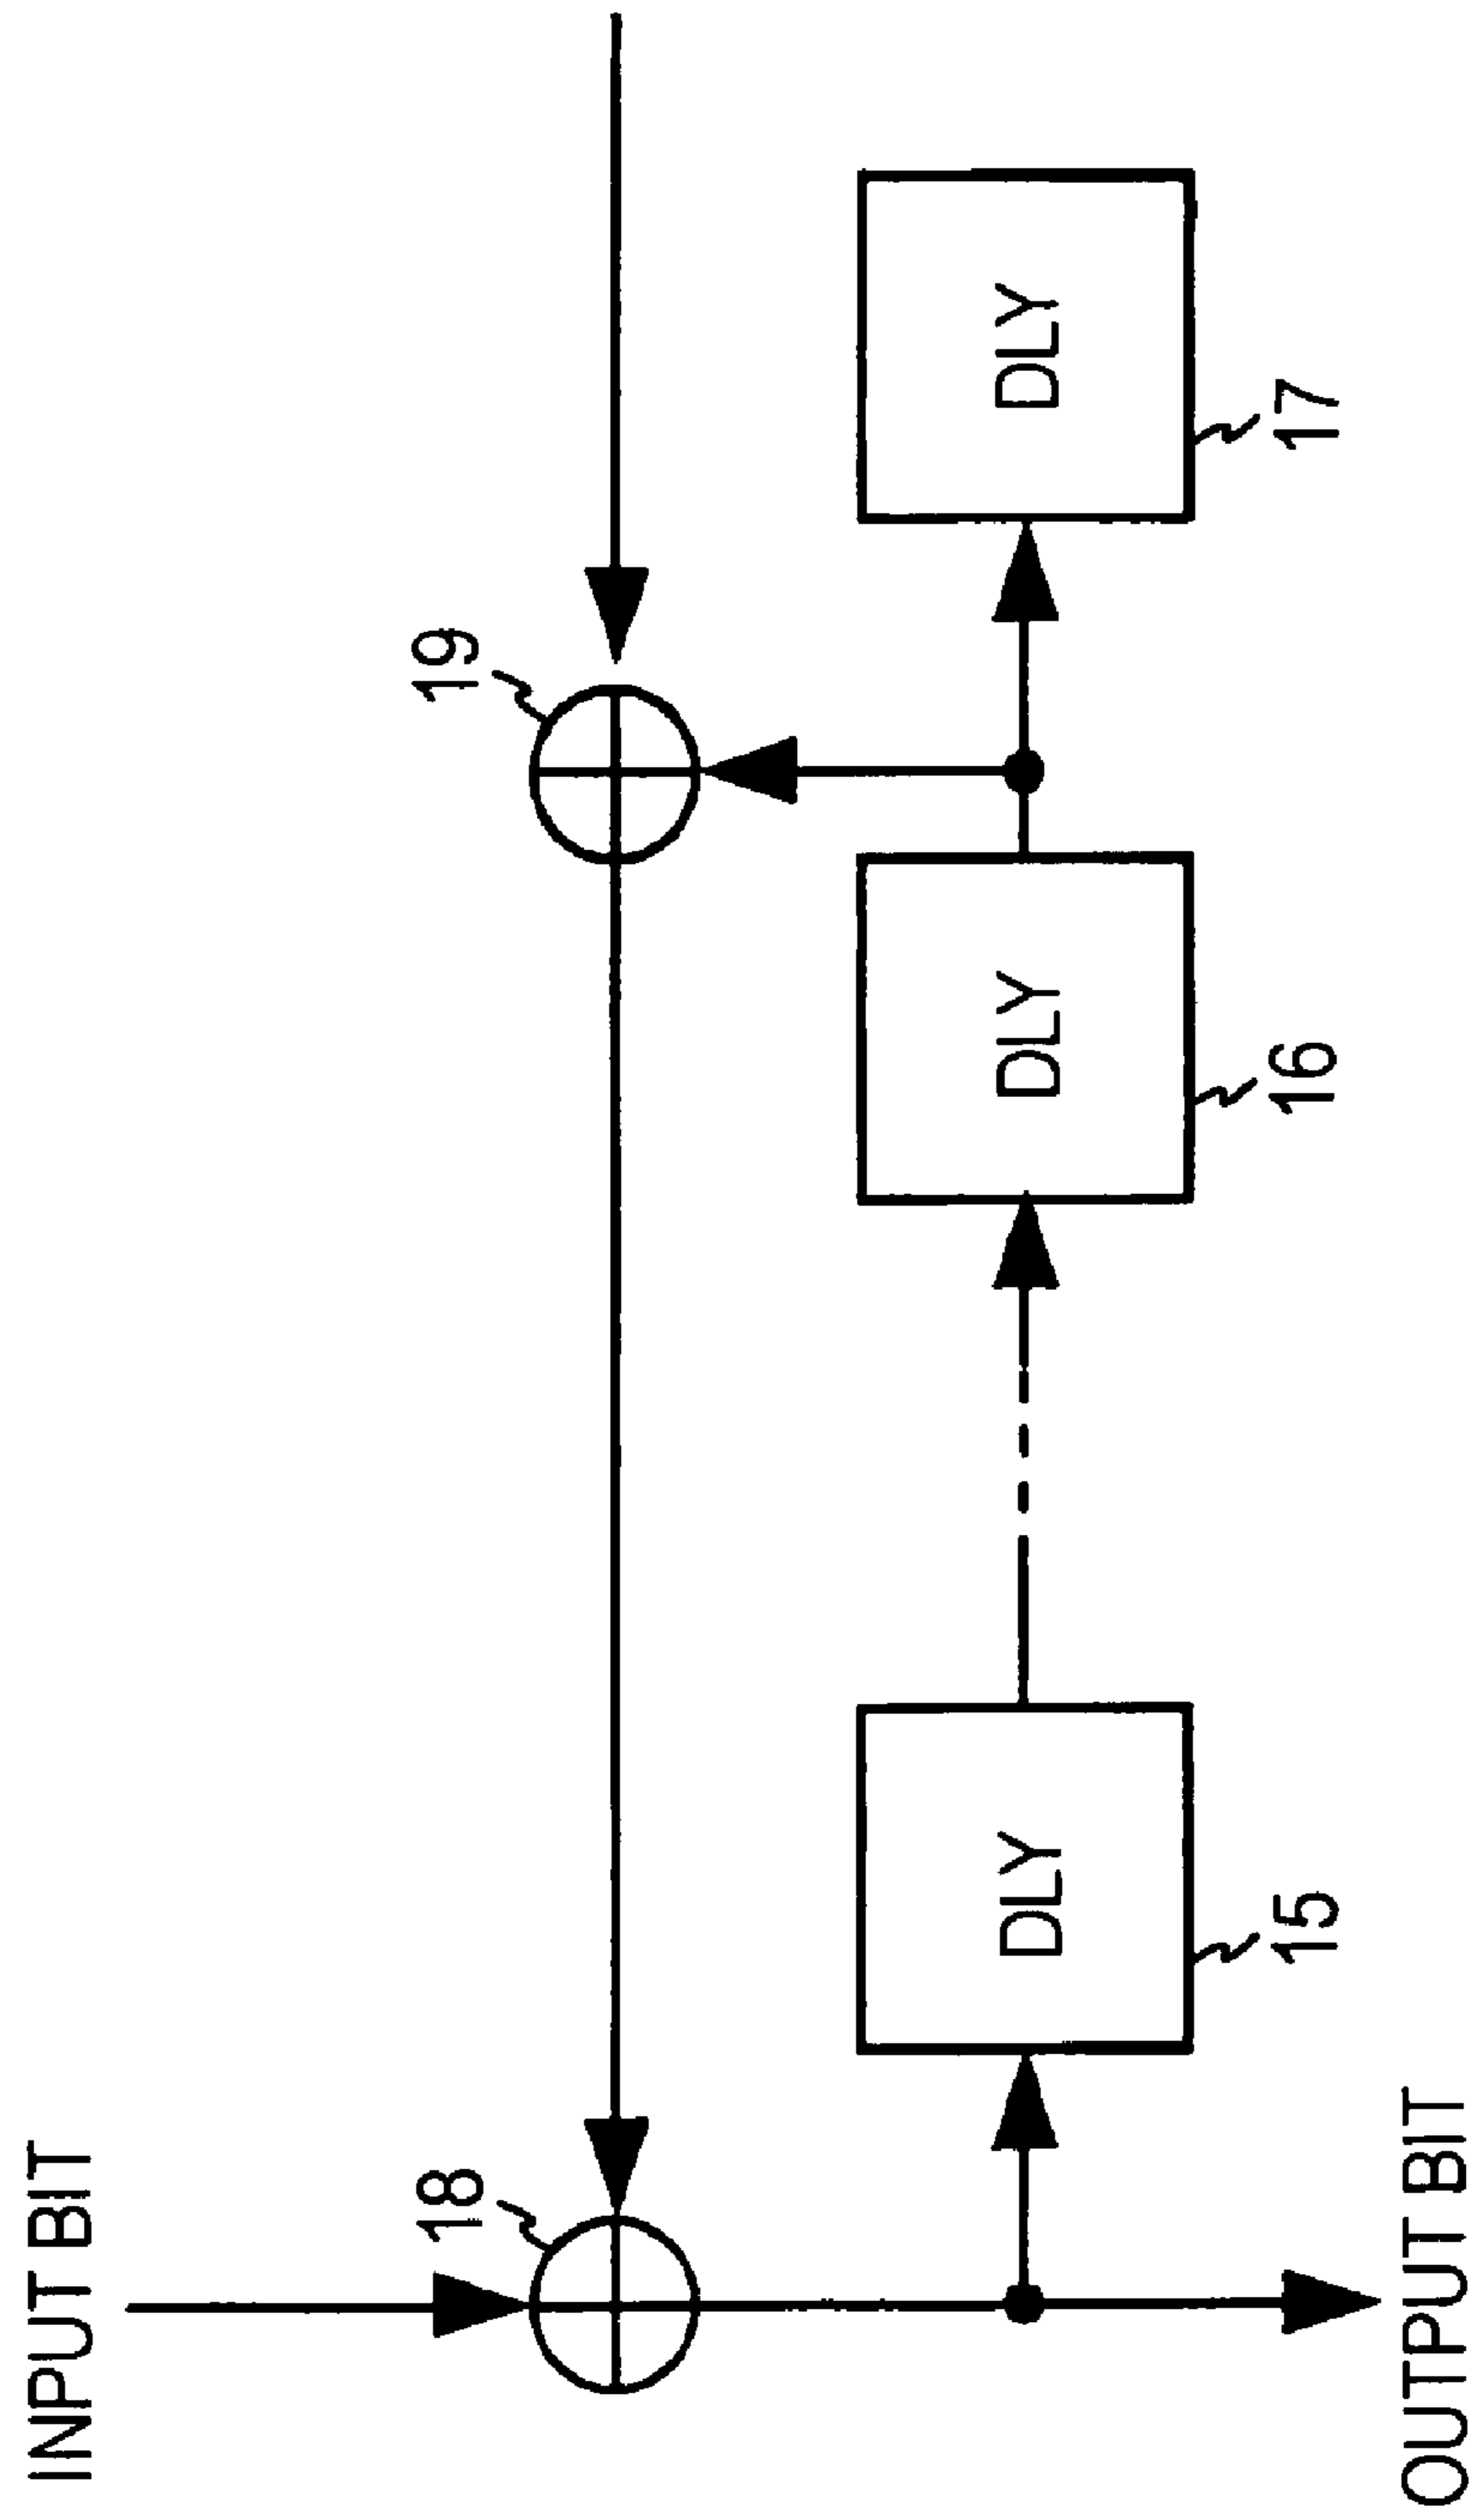 INPUT BIT
18
19
DLY
DLY
DLY
15
16
17
OUTPUT BIT